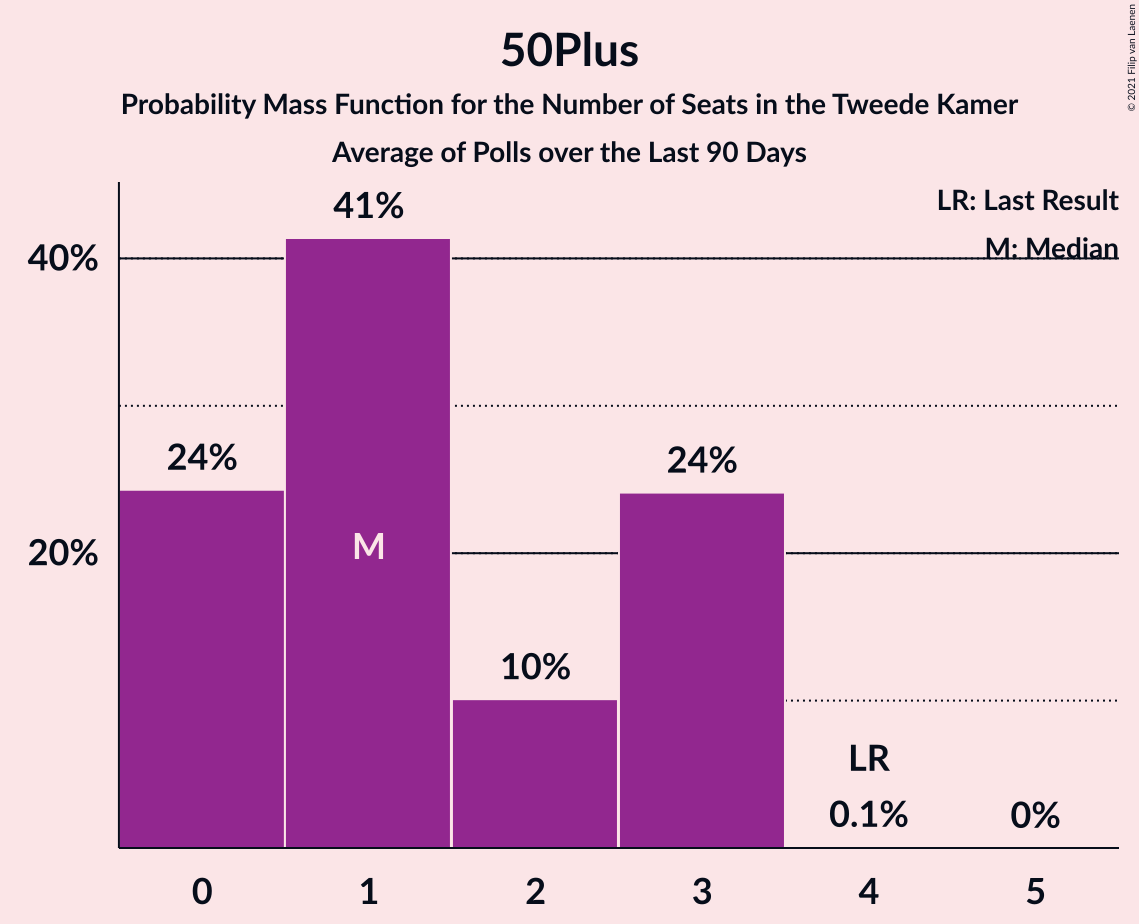 50Plus
Probability Mass Function for the Number of Seats in the Tweede Kamer
Average of Polls over the Last 90 Days
© 2021 Filip van Laenen
LR: Last Result
M: Median
41%
40%
24%
24%
M
20%
10%
LR
0.1%
0%
0 1 2 3 4 5